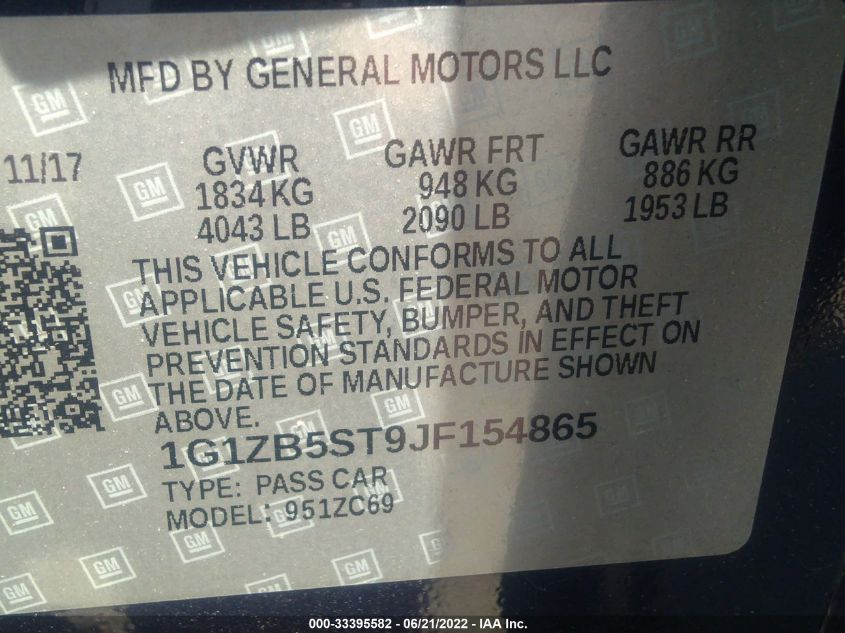 MFD BY GENERAL MOTORS LLC
11/17
GVWR
1834 KG
4043 LB
GAWR FRT
948 KG
2090 LB
GAWR RR
886 KG
1953 LB
THIS VEHICLE CONFORMS TO ALL
APPLICABLE U.S. FEDERAL MOTOR
VEHICLE SAFETY, BUMPER, AND THEFT
PREVENTION STANDARDS IN EFFECT ON
THE DATE OF MANUFACTURE SHOWN
ABOVE.
1G1ZB5ST9JF154865
TYPE: PASS CAR
MODEL: 951ZC69
GM
000-33395582 - 06/21/2022 - IAA Inc.